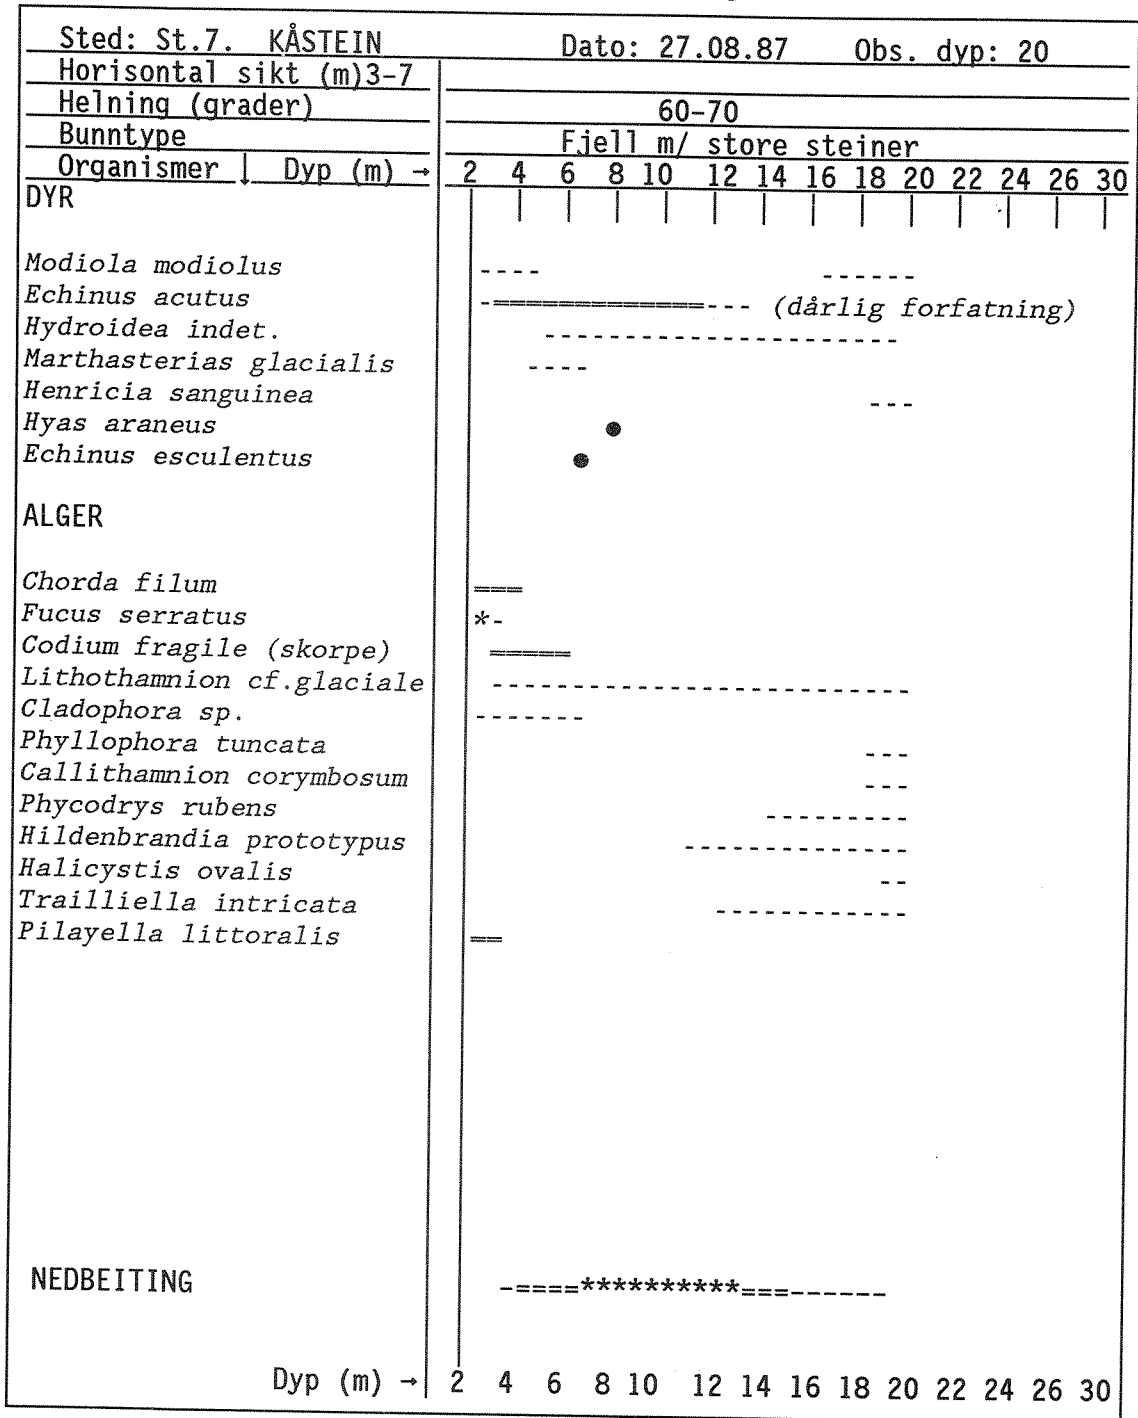 Sted: St.7. KÅSTEIN Dato: 27.08.87 Obs. dyp: 20
Horisontal sikt (m)3-7
Helning (grader) 60-70
Bunntype Fjell m/ store steiner
Organismer ↓ Dyp (m) → 2 4 6 8 10 12 14 16 18 20 22 24 26 30
DYR
Modiola modiolus ---- ------
Echinus acutus -=============--- (dårlig forfatning)
Hydroidea indet. ----------------------
Marthasterias glacialis ----
Henricia sanguinea ---
Hyas araneus ●
Echinus esculentus ●
ALGER
Chorda filum ===
Fucus serratus *-
Codium fragile (skorpe) =====
Lithothamnion cf.glaciale --------------------------
Cladophora sp. -------
Phyllophora tuncata ---
Callithamnion corymbosum ---
Phycodrys rubens ---------
Hildenbrandia prototypus --------------
Halicystis ovalis --
Trailliella intricata ------------
Pilayella littoralis ==
NEDBEITING -====**********===------
Dyp (m) → 2 4 6 8 10 12 14 16 18 20 22 24 26 30